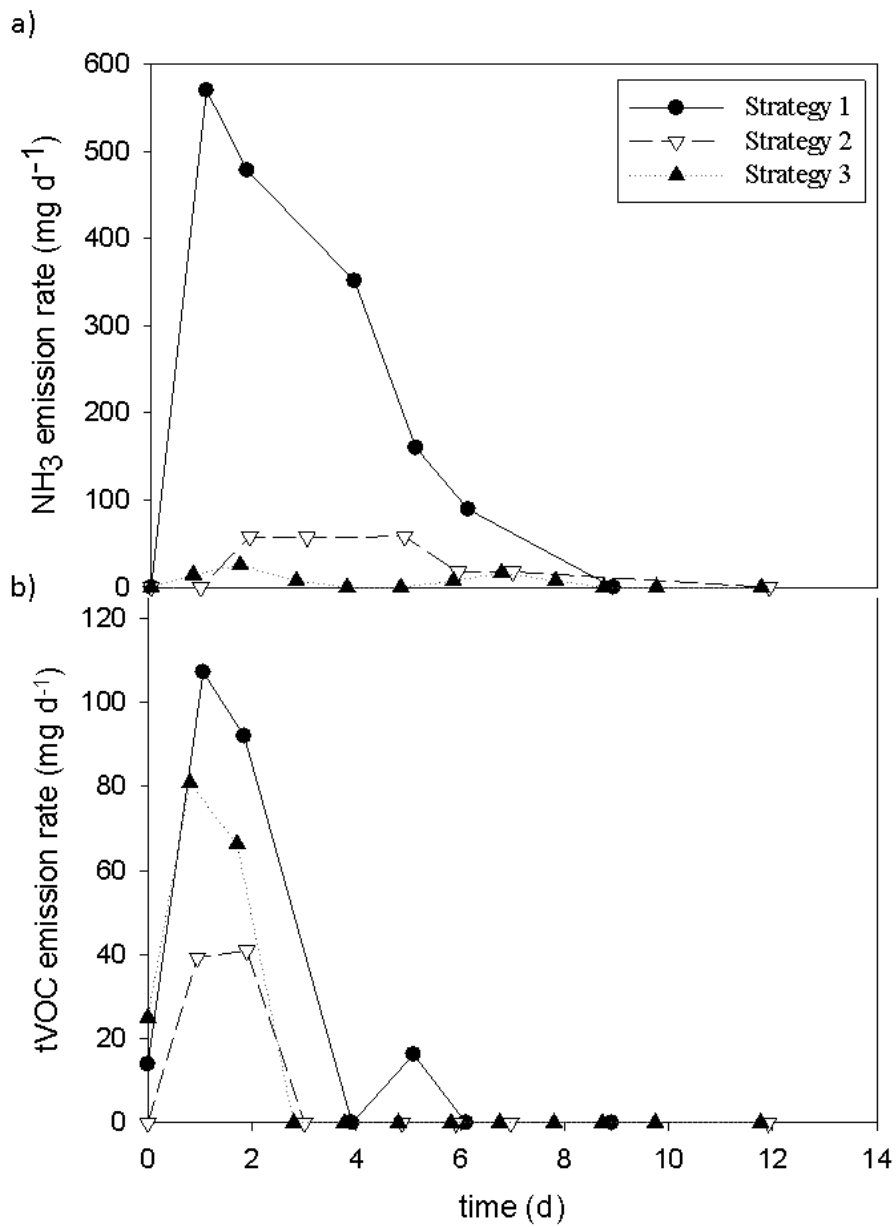 a)
600
500
400
300
200
100
0
NH3 emission rate (mg d-1)
Strategy 1
Strategy 2
Strategy 3
b)
120
100
80
60
40
20
0
tVOC emission rate (mg d-1)
0 2 4 6 8 10 12 14
time (d)